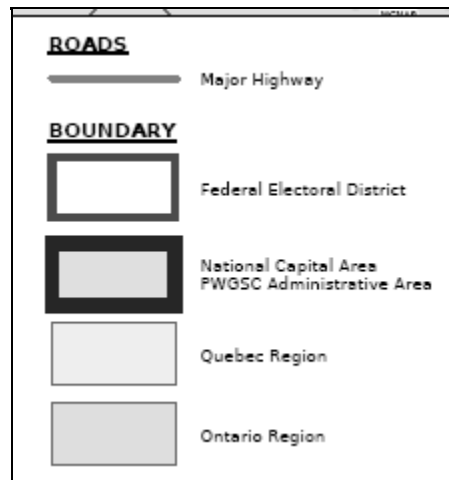 ROADS
Major Highway
BOUNDARY
Federal Electoral District
National Capital Area
PWGSC Administrative Area
Quebec Region
Ontario Region